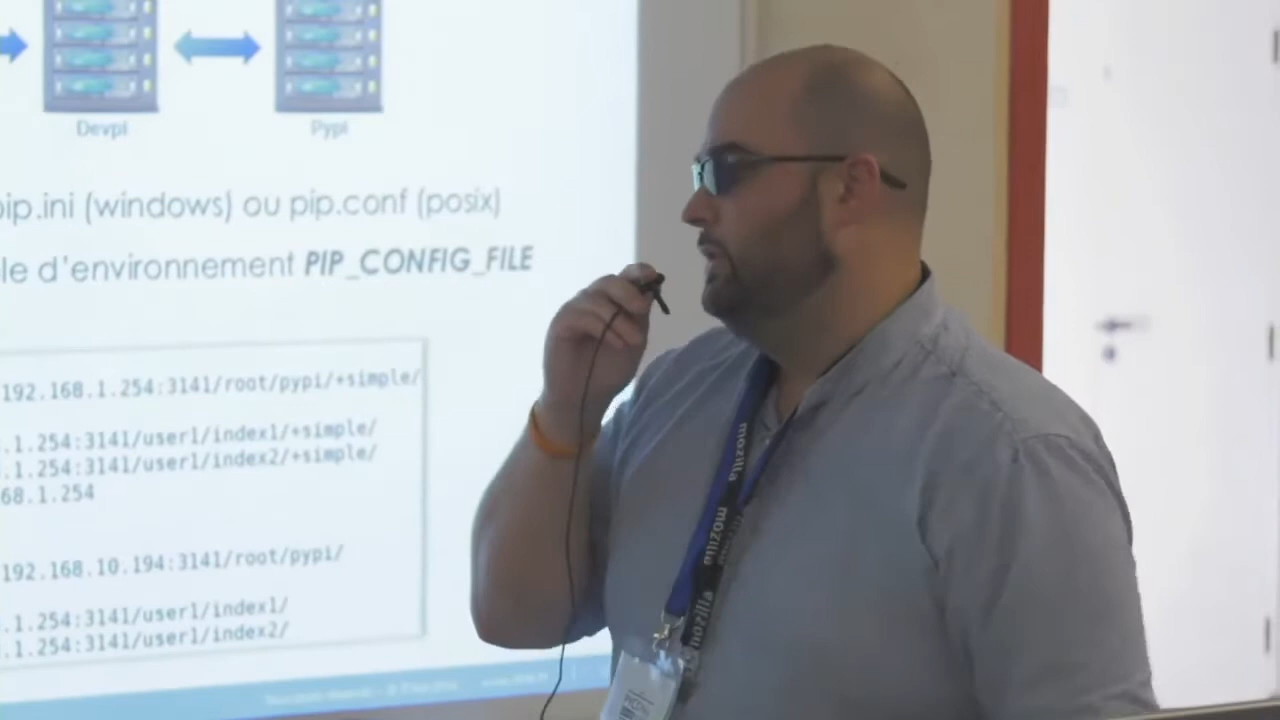 Devpi
Pypi
pip.ini (windows) ou pip.conf (posix)
le d'environnement PIP_CONFIG_FILE
192.168.1.254:3141/root/pypi/+simple/
.1.254:3141/user1/index1/+simple/
.1.254:3141/user1/index2/+simple/
68.1.254
192.168.10.194:3141/root/pypi/
.1.254:3141/user1/index1/
.1.254:3141/user1/index2/
mozilla
mozilla
mozilla